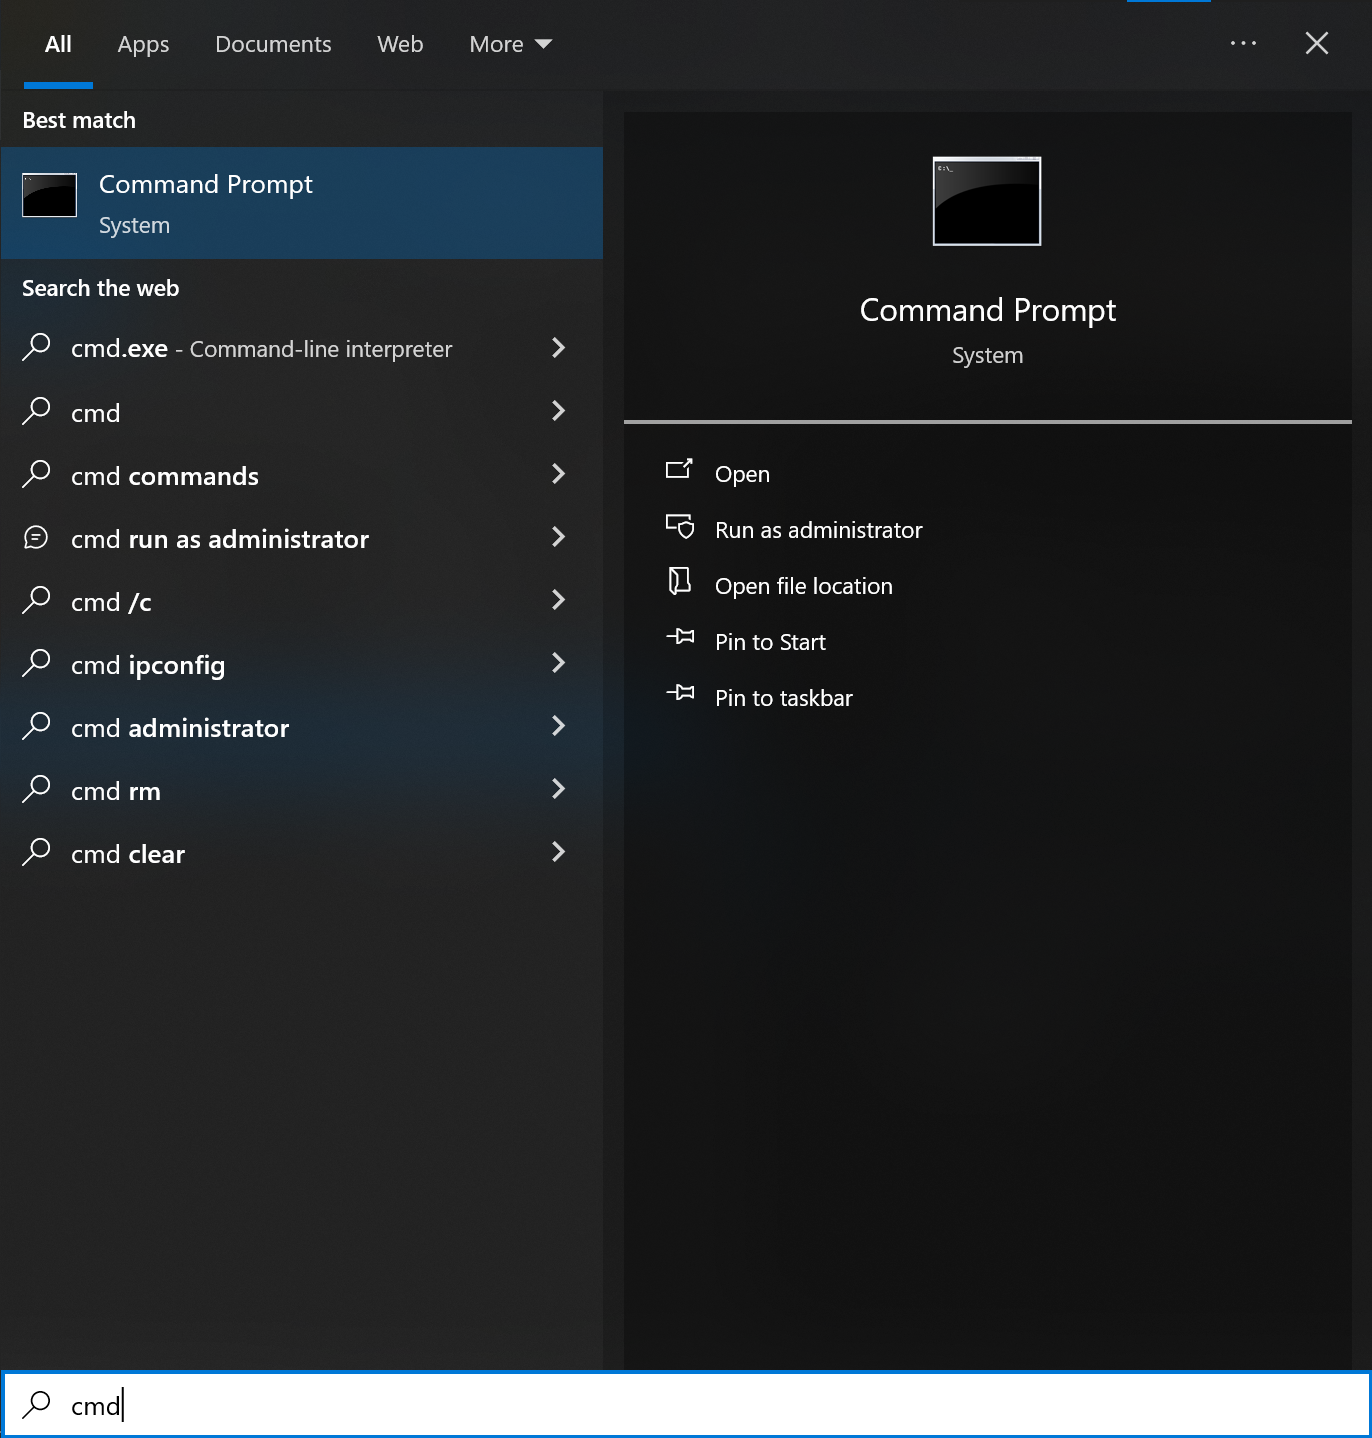 All Apps Documents Web More
Best match
Command Prompt
System
Search the web
cmd.exe - Command-line interpreter
cmd
cmd commands
cmd run as administrator
cmd /c
cmd ipconfig
cmd administrator
cmd rm
cmd clear
C:\_
Command Prompt
System
Open
Run as administrator
Open file location
Pin to Start
Pin to taskbar
cmd